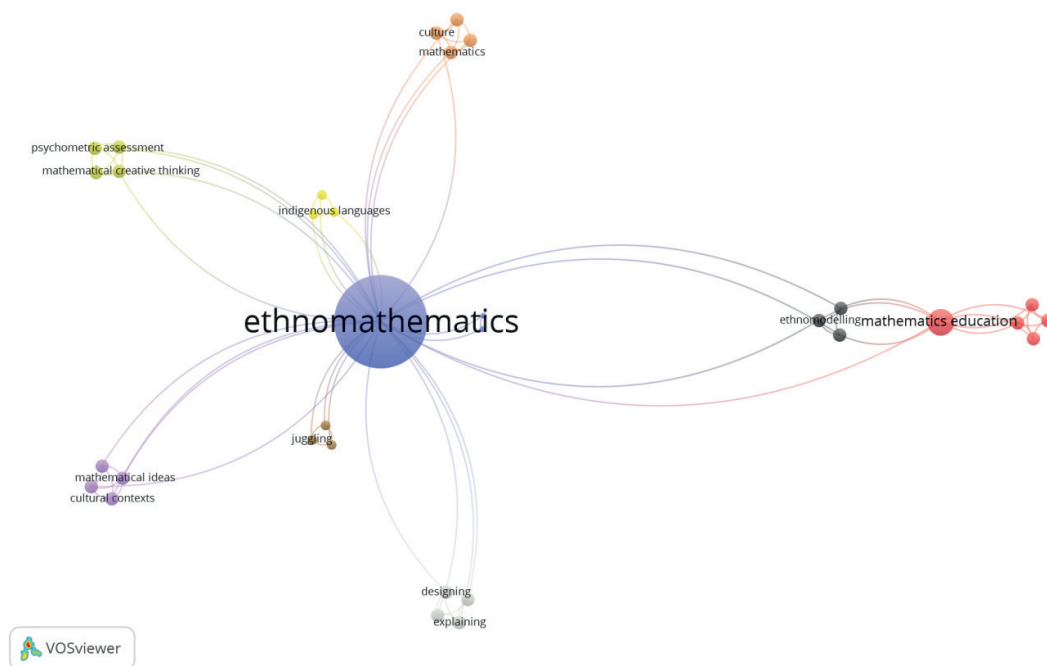 culture
mathematics
psychometric assessment
mathematical creative thinking
indigenous languages
ethnomathematics
ethnomodelling
mathematics education
juggling
mathematical ideas
cultural contexts
designing
explaining
VOSviewer